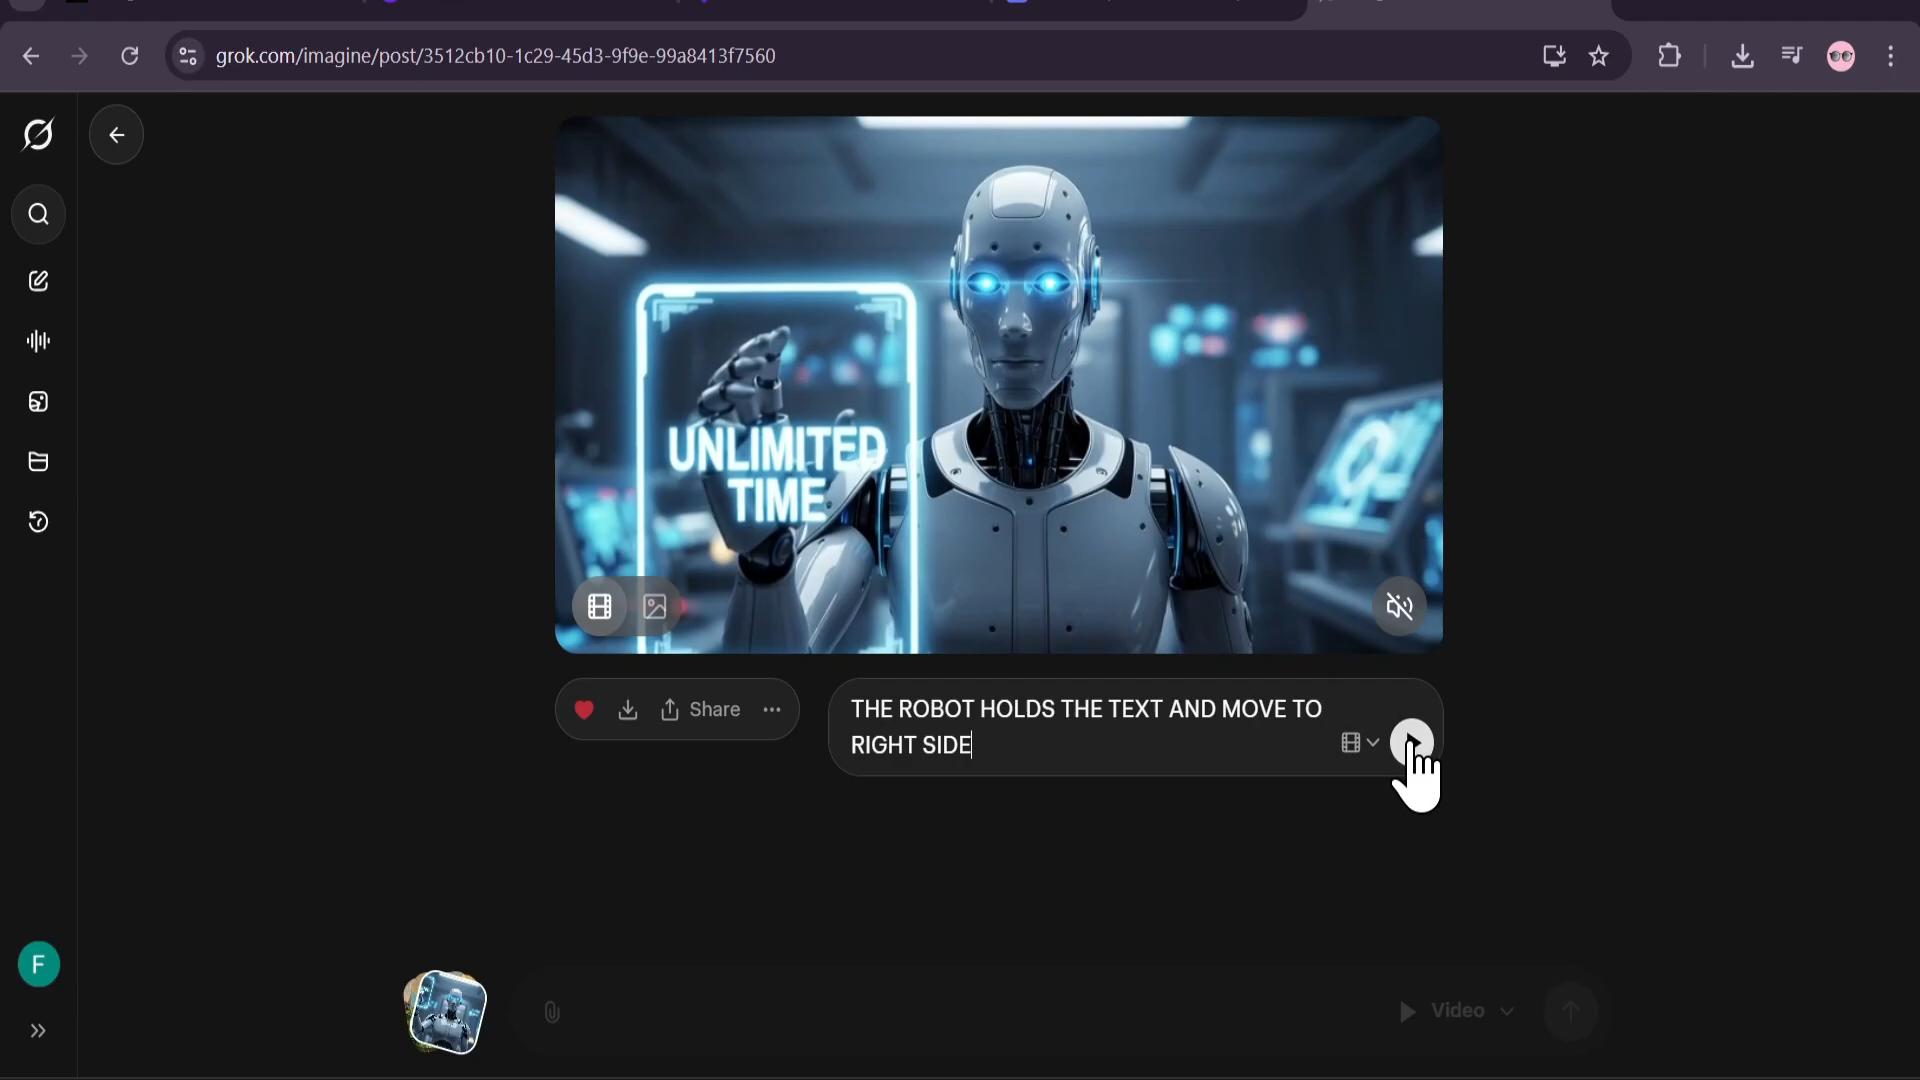 grok.com/imagine/post/3512cb10-1c29-45d3-9f9e-99a8413f7560
UNLIMITED
TIME
Share
THE ROBOT HOLDS THE TEXT AND MOVE TO
RIGHT SIDE
F
Video